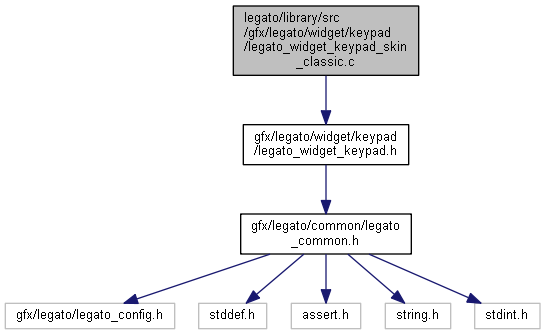 legato/library/src
/gfx/legato/widget/keypad
/legato_widget_keypad_skin
_classic.c
gfx/legato/widget/keypad
/legato_widget_keypad.h
gfx/legato/common/legato
_common.h
gfx/legato/legato_config.h
stddef.h
assert.h
string.h
stdint.h